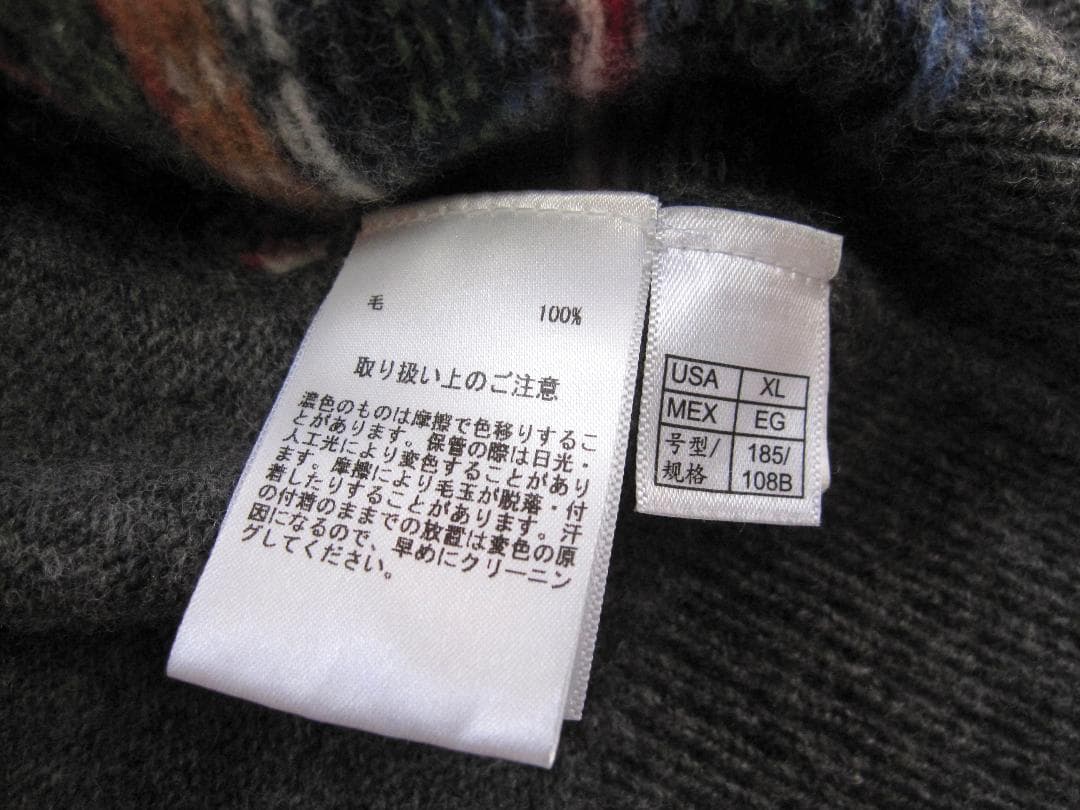 毛 100%
取り扱い上のご注意
濃色のものは摩擦で色移りするこ
とがあります。保管の際は日光・
人工光により変色することがあり
ます。摩擦により毛玉が脱落・付
着したりすることがあります。汗
の付着のままでの放置は変色の原
因になるので、早めにクリーニン
グしてください。
USA XL
MEX EG
号型/ 185/
规格 108B